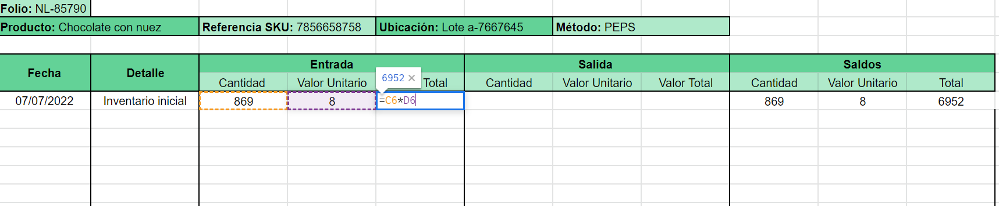 Folio: NL-85790
Producto: Chocolate con nuez Referencia SKU: 7856658758 Ubicación: Lote a-7667645 Método: PEPS
Fecha Detalle Entrada Salida Saldos
6952 ×
Cantidad Valor Unitario Total Cantidad Valor Unitario Valor Total Cantidad Valor Unitario Total
07/07/2022 Inventario inicial 869 8 =C6*D6 869 8 6952